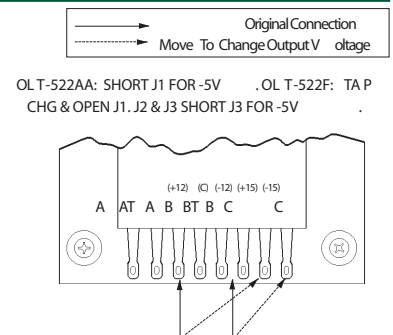 Original Connection
Move To Change Output V oltage
OL T-522AA: SHORT J1 FOR -5V . OL T-522F: TA P
CHG & OPEN J1. J2 & J3 SHORT J3 FOR -5V .
(+12) (C) (-12) (+15) (-15)
A AT A B BT B C C